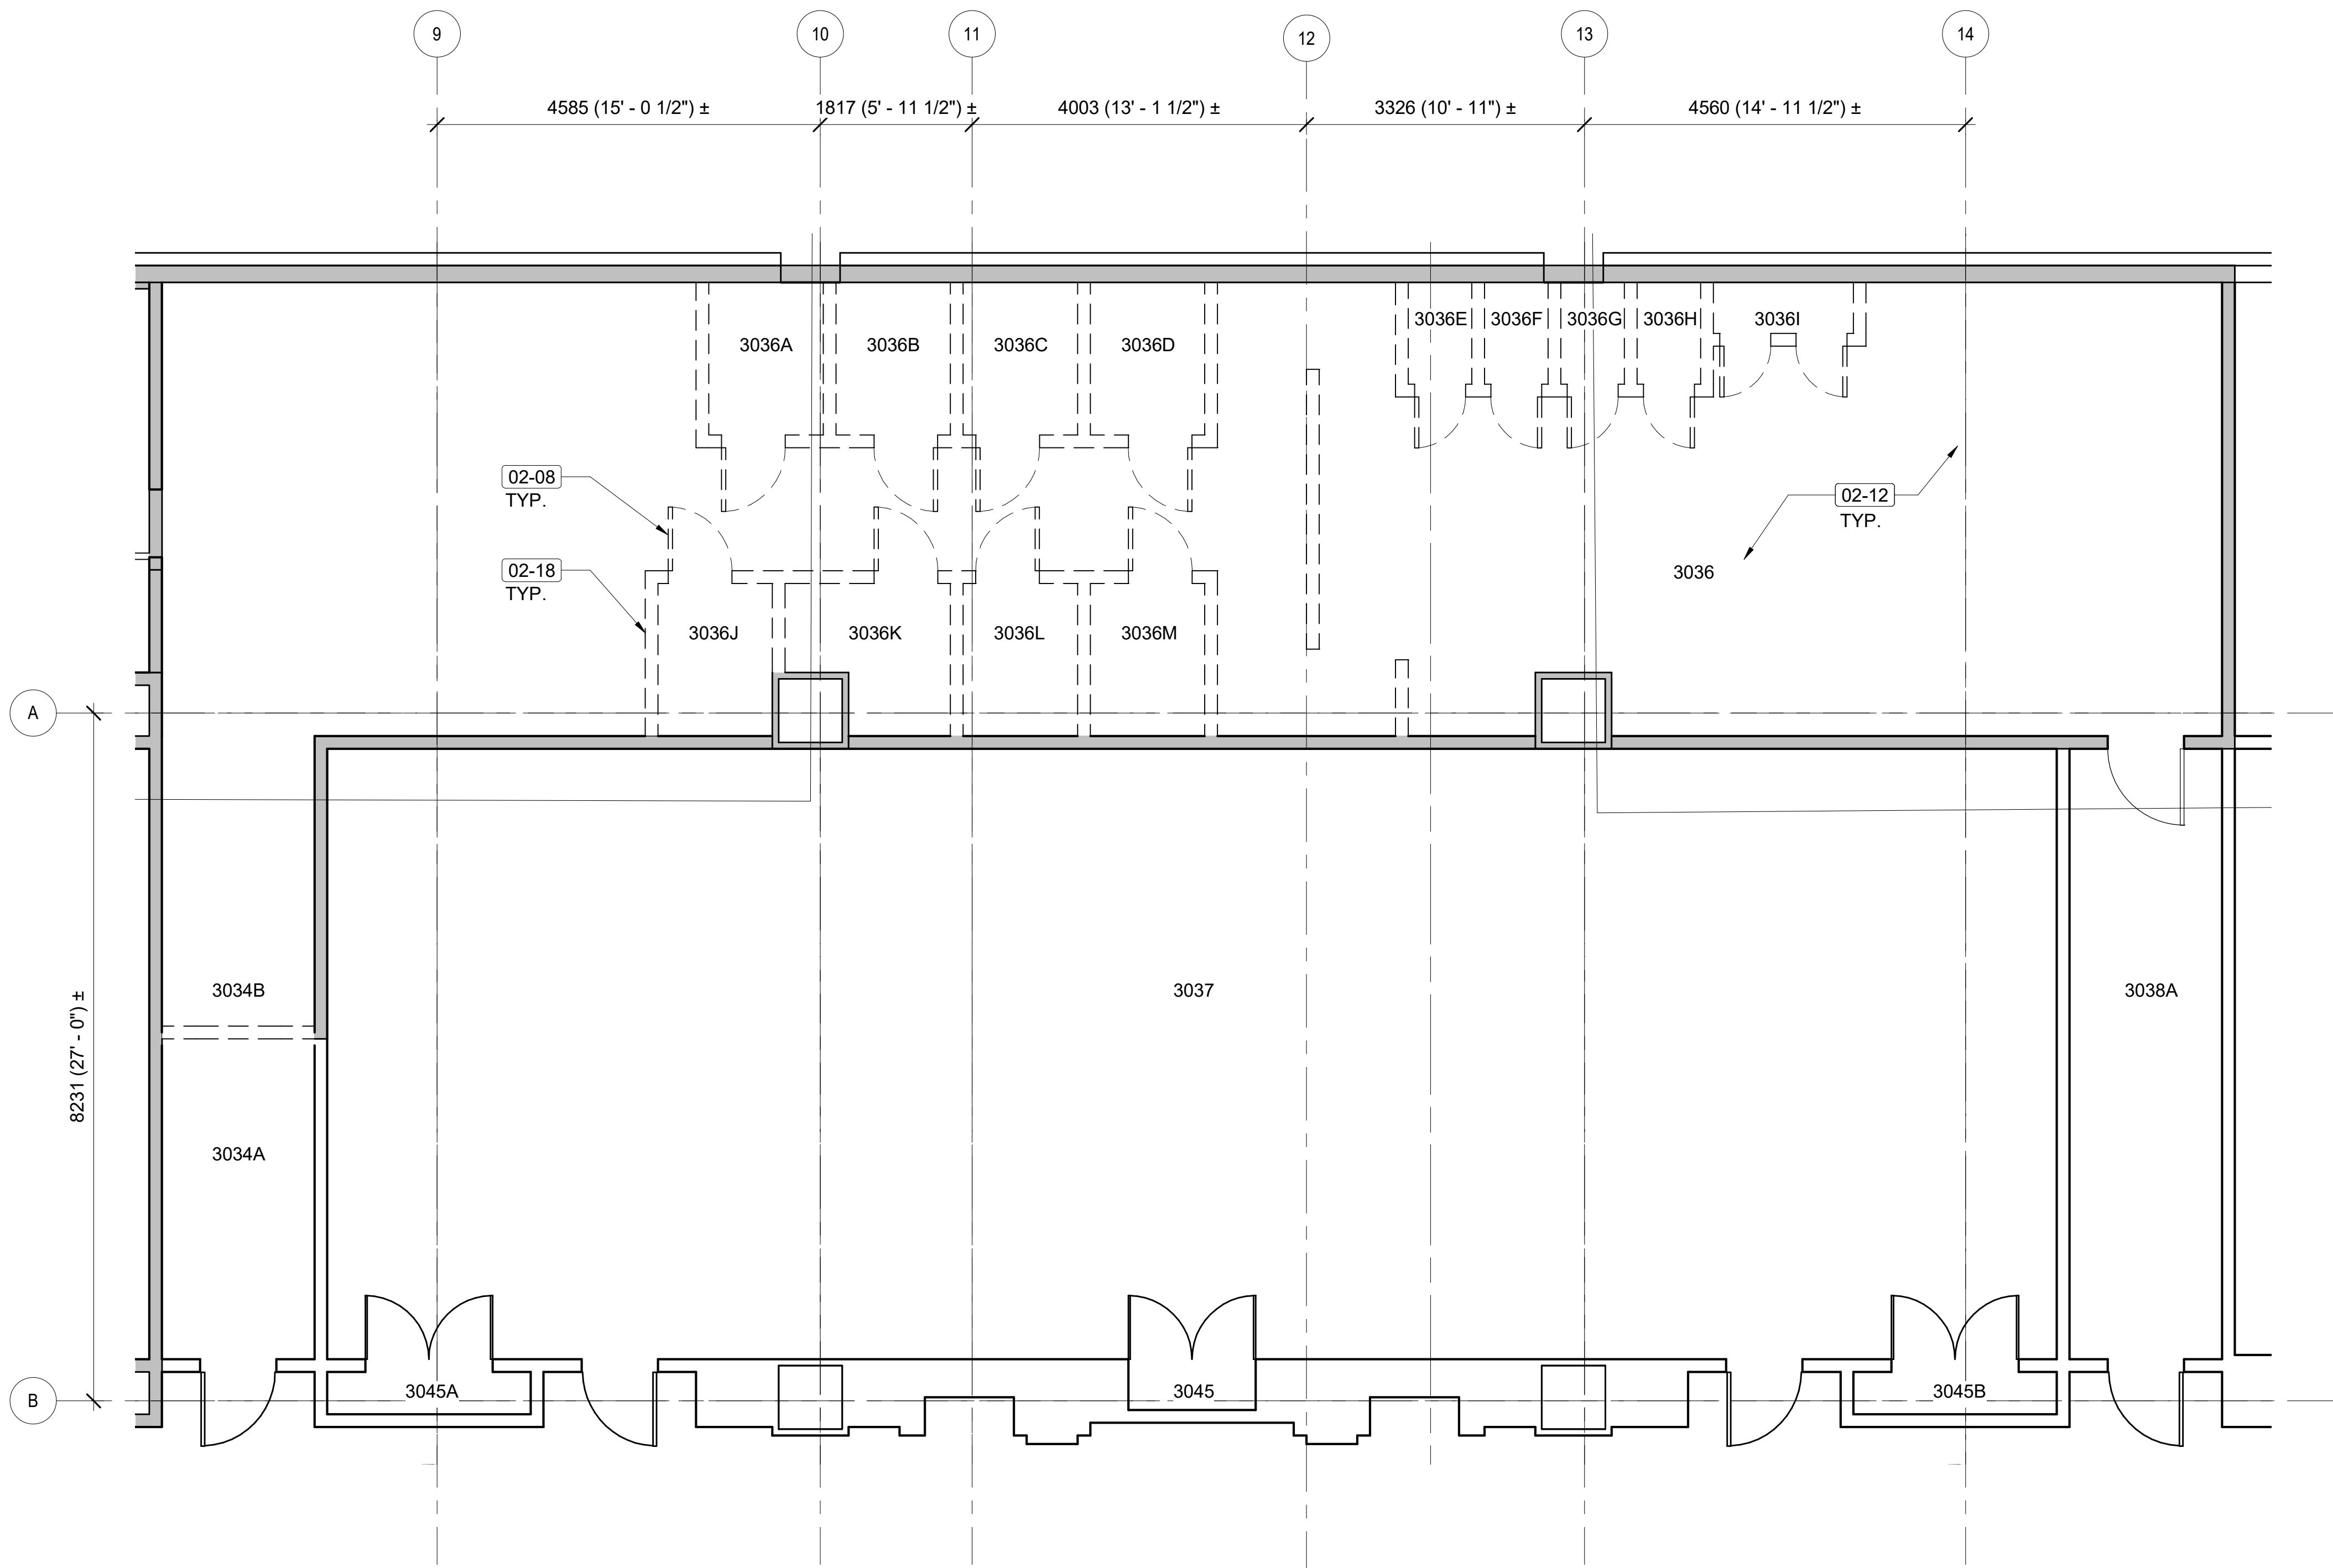 9
10
11
12
13
14
4585 (15' - 0 1/2") ±
1817 (5' - 11 1/2") ±
4003 (13' - 1 1/2") ±
3326 (10' - 11") ±
4560 (14' - 11 1/2") ±
3036A
3036B
3036C
3036D
3036E
3036F
3036G
3036H
3036I
02-08
TYP.
02-12
TYP.
02-18
TYP.
3036
3036J
3036K
3036L
3036M
A
8231 (27' - 0") ±
3034B
3037
3038A
3034A
B
3045A
3045
3045B